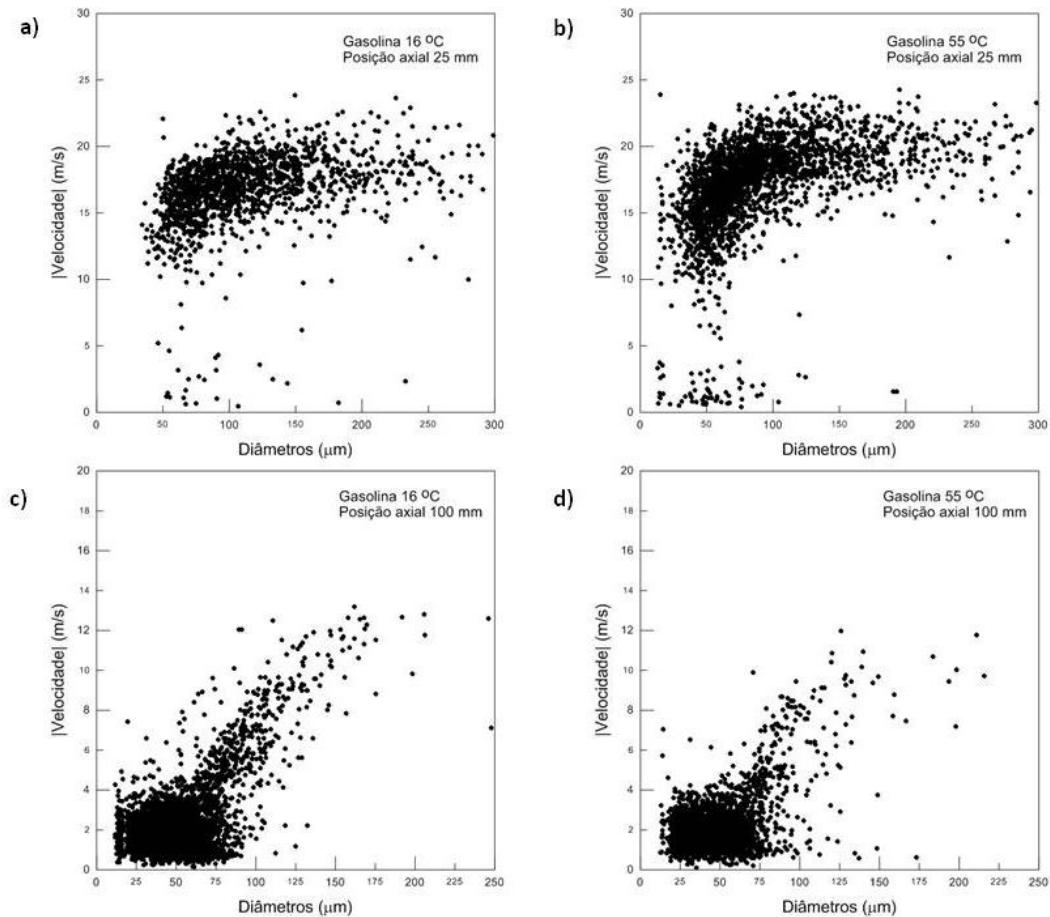 a)
Gasolina 16 ºC
Posição axial 25 mm
|Velocidade| (m/s)
30
25
20
15
10
5
0
0 50 100 150 200 250 300
Diâmetros (µm)
b)
Gasolina 55 ºC
Posição axial 25 mm
|Velocidade| (m/s)
30
25
20
15
10
5
0
0 50 100 150 200 250 300
Diâmetros (µm)
c)
Gasolina 16 ºC
Posição axial 100 mm
|Velocidade| (m/s)
20
18
16
14
12
10
8
6
4
2
0
0 25 50 75 100 125 150 175 200 225 250
Diâmetros (µm)
d)
Gasolina 55 ºC
Posição axial 100 mm
|Velocidade| (m/s)
20
18
16
14
12
10
8
6
4
2
0
0 25 50 75 100 125 150 175 200 225 250
Diâmetros (µm)